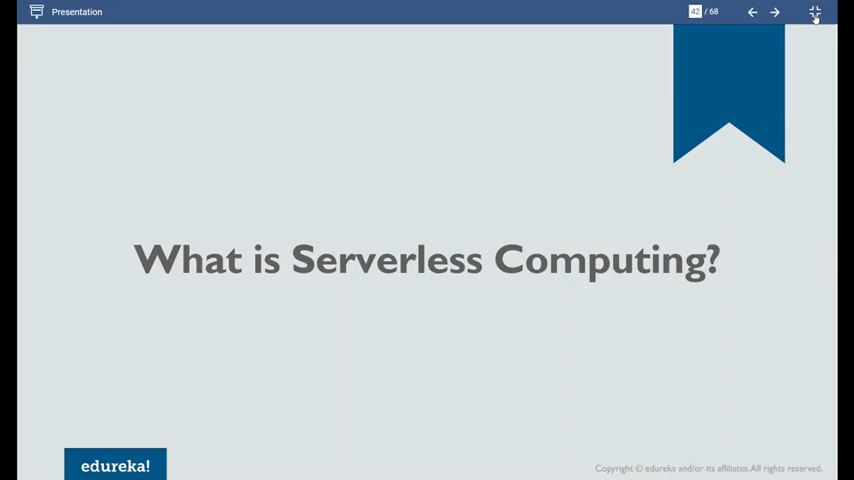 Presentation
42 / 68
What is Serverless Computing?
edureka!
Copyright © edureka and/or its affiliates. All rights reserved.